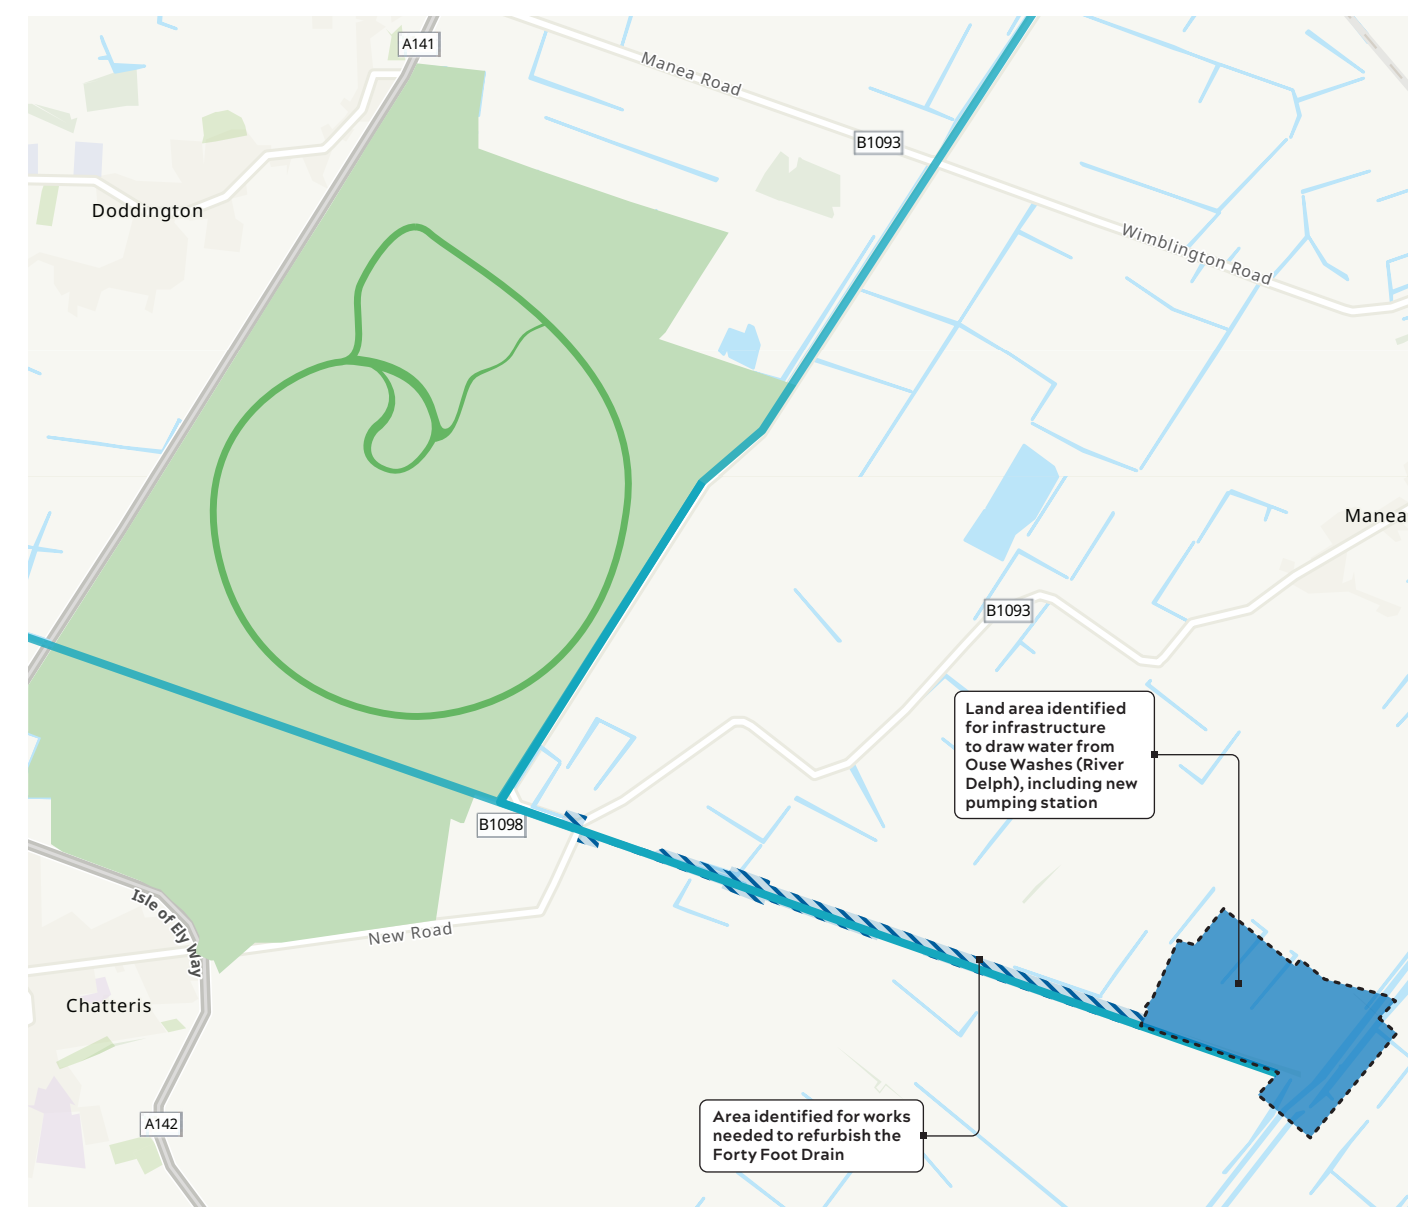 A141
Manea Road
B1093
Doddington
Wimblington Road
Manea
B1093
Land area identified
for infrastructure
to draw water from
Ouse Washes (River
Delph), including new
pumping station
B1098
Isle of Ely Way
New Road
Chatteris
A142
Area identified for works
needed to refurbish the
Forty Foot Drain